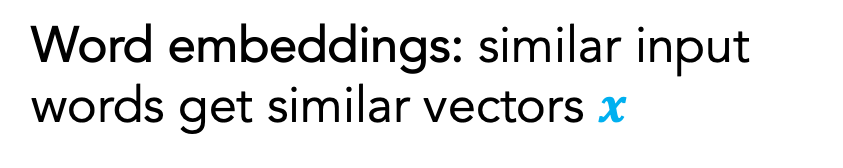 Word embeddings: similar input
words get similar vectors x